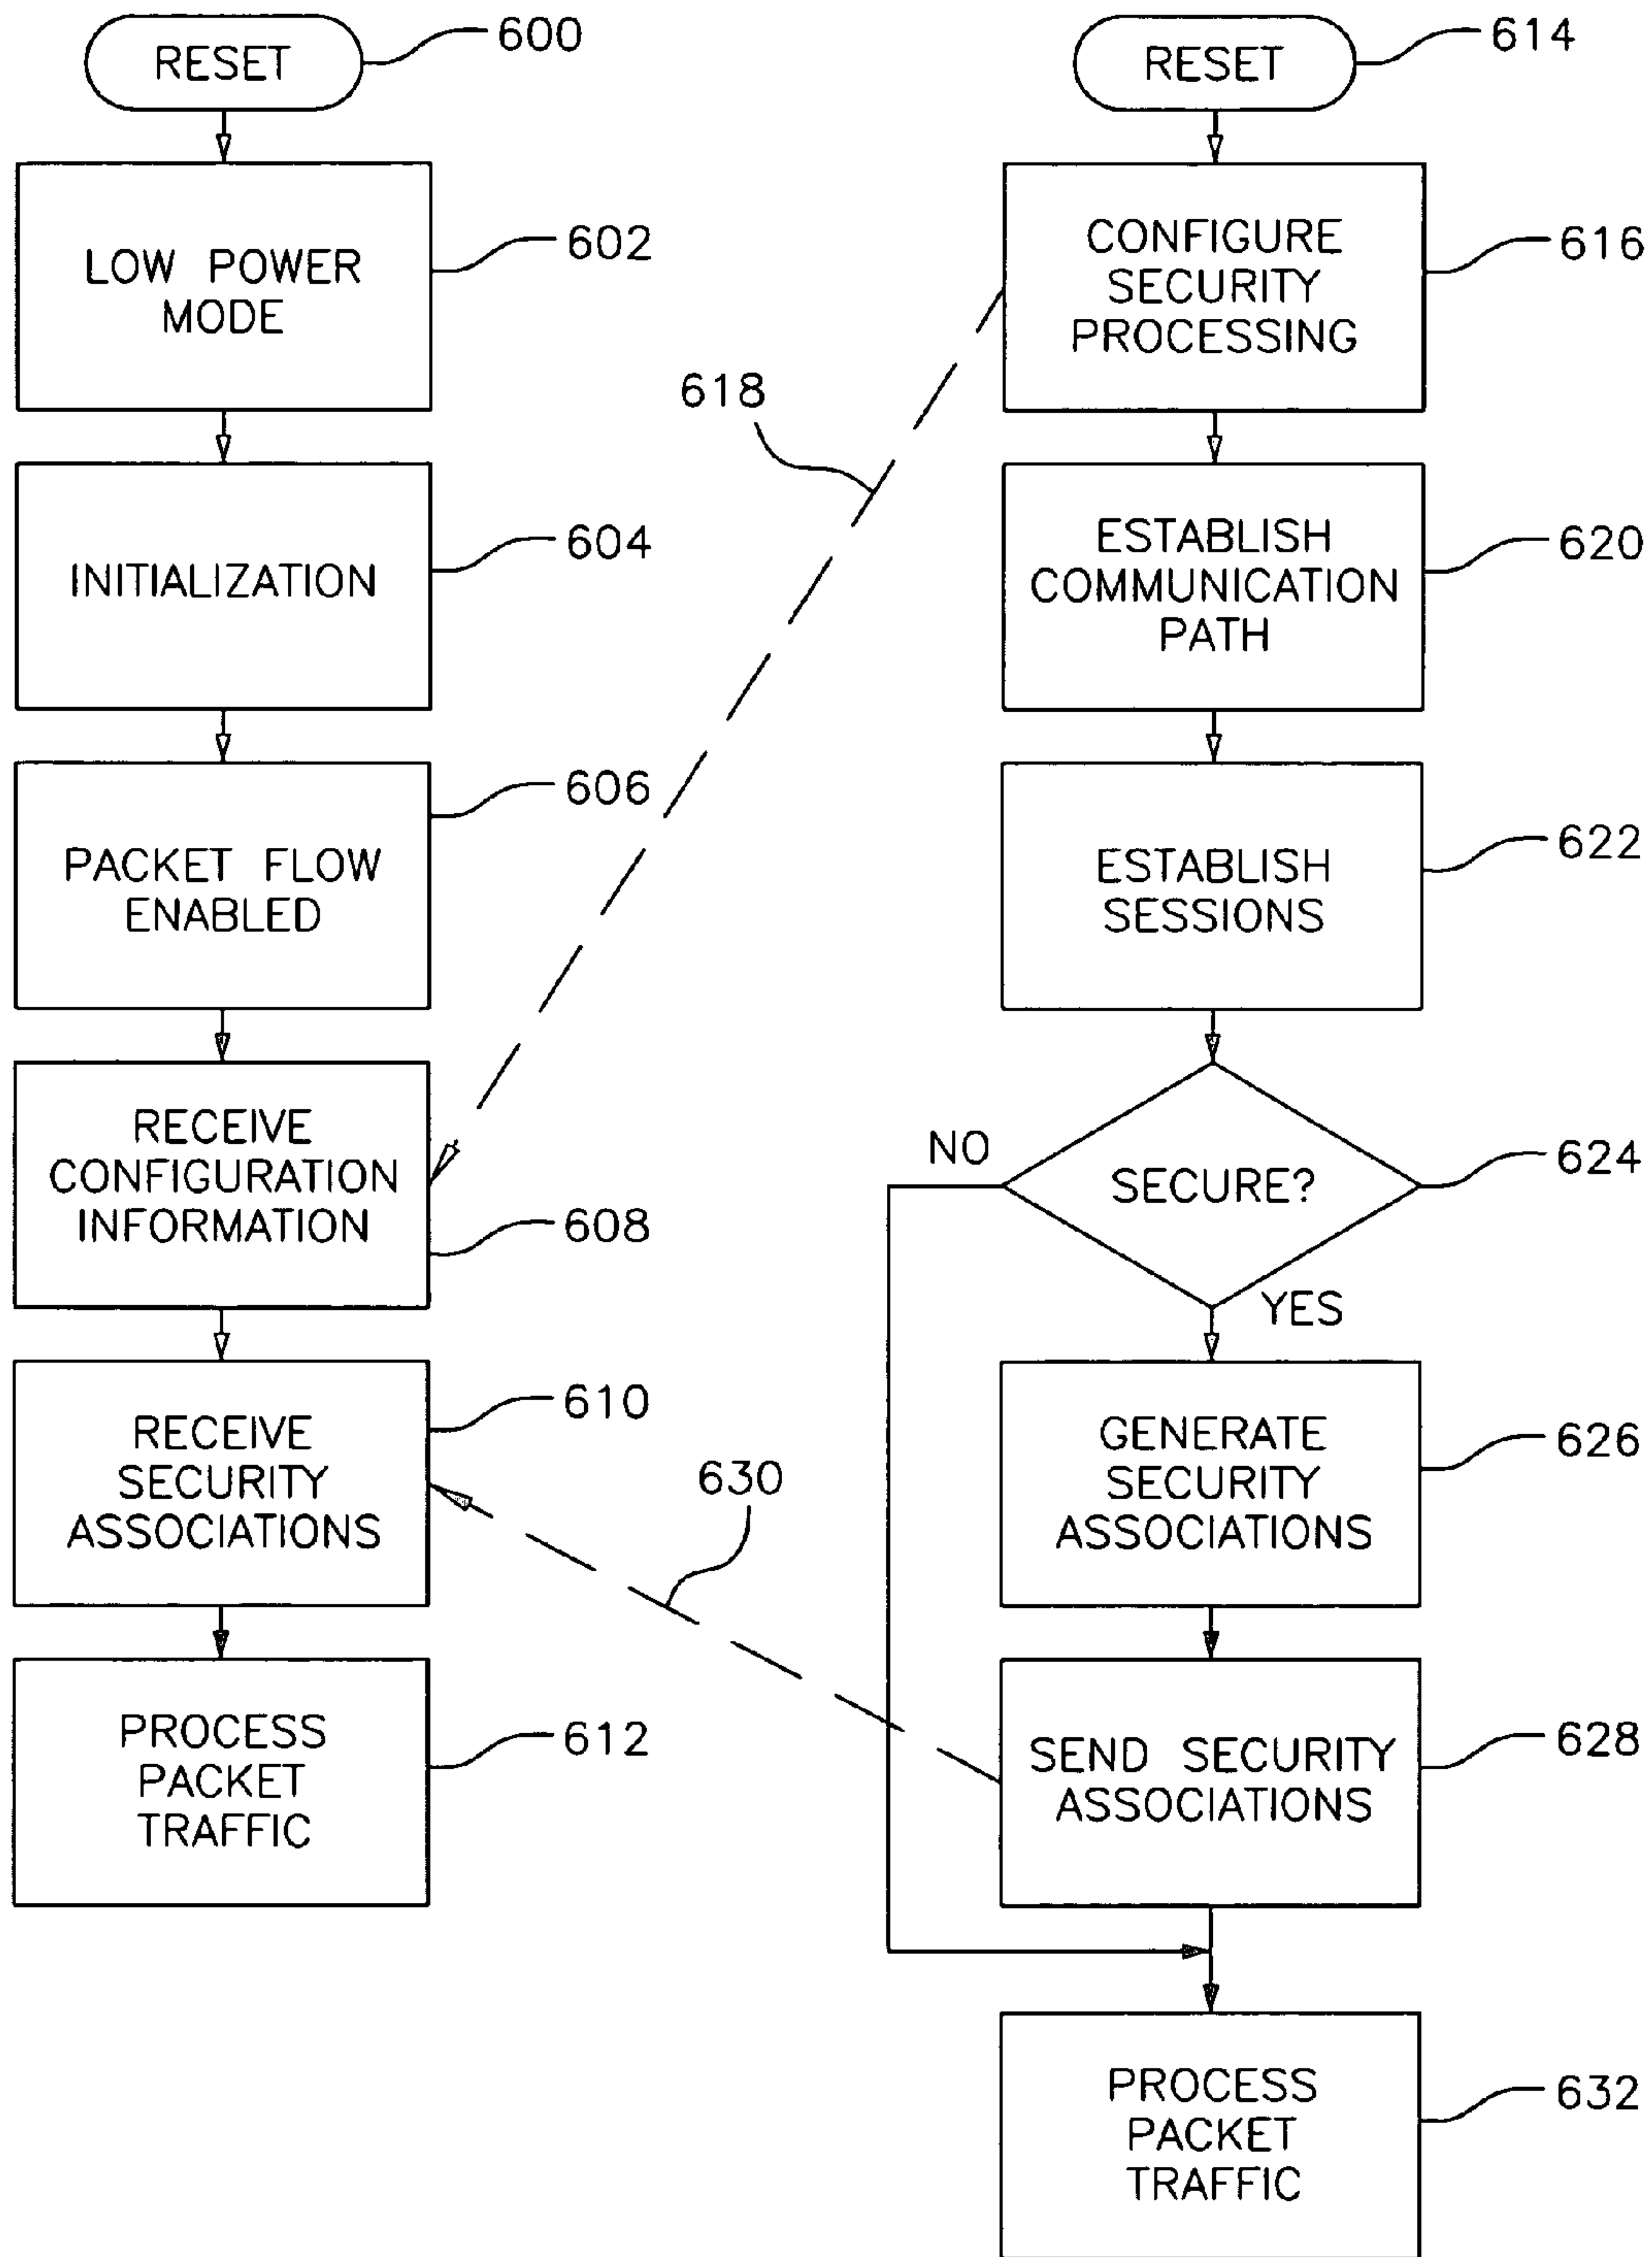 RESET
600
LOW POWER
MODE
602
INITIALIZATION
604
PACKET FLOW
ENABLED
606
RECEIVE
CONFIGURATION
INFORMATION
608
RECEIVE
SECURITY
ASSOCIATIONS
610
PROCESS
PACKET
TRAFFIC
612
618
630
RESET
614
CONFIGURE
SECURITY
PROCESSING
616
ESTABLISH
COMMUNICATION
PATH
620
ESTABLISH
SESSIONS
622
NO
SECURE?
624
YES
GENERATE
SECURITY
ASSOCIATIONS
626
SEND SECURITY
ASSOCIATIONS
628
PROCESS
PACKET
TRAFFIC
632